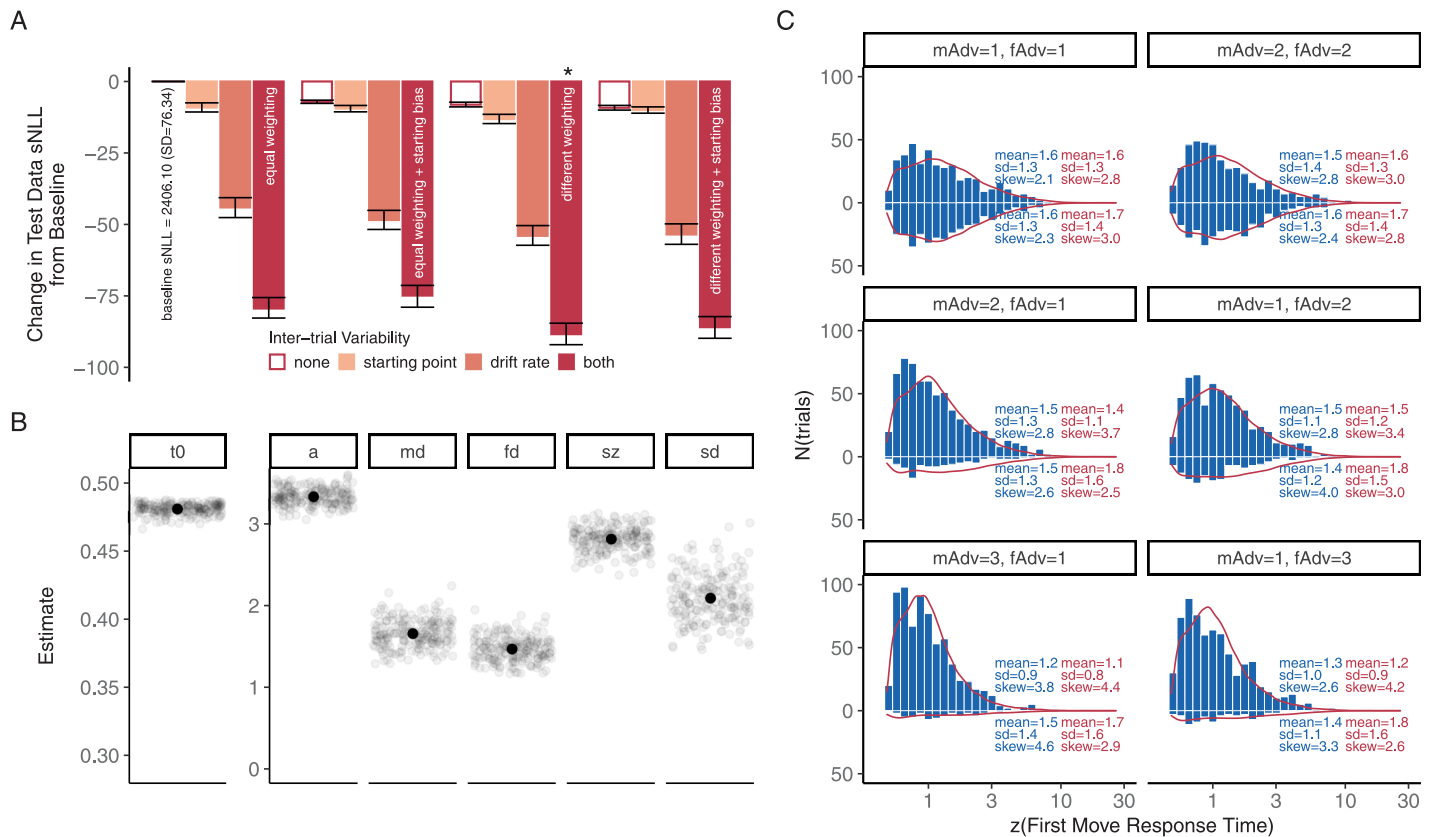 A
Change in Test Data sNLL
from Baseline
0
−25
−50
−75
−100
baseline sNLL = 2406.10 (SD=76.34)
equal weighting
equal weighting + starting bias
*
different weighting
different weighting + starting bias
Inter−trial Variability
none
starting point
drift rate
both
B
Estimate
t0
a
md
fd
sz
sd
0.50
0.45
0.40
0.35
0.30
3
2
1
0
C
N(trials)
mAdv=1, fAdv=1
mAdv=2, fAdv=2
100
50
0
50
mean=1.6 mean=1.6
sd=1.3 sd=1.3
skew=2.1 skew=2.8
mean=1.6 mean=1.7
sd=1.3 sd=1.4
skew=2.3 skew=3.0
mean=1.5 mean=1.6
sd=1.4 sd=1.3
skew=2.8 skew=3.0
mean=1.6 mean=1.7
sd=1.3 sd=1.4
skew=2.4 skew=2.8
mAdv=2, fAdv=1
mAdv=1, fAdv=2
100
50
0
50
mean=1.5 mean=1.4
sd=1.3 sd=1.1
skew=2.8 skew=3.7
mean=1.5 mean=1.8
sd=1.3 sd=1.6
skew=2.6 skew=2.5
mean=1.5 mean=1.5
sd=1.1 sd=1.2
skew=2.8 skew=3.4
mean=1.4 mean=1.8
sd=1.2 sd=1.5
skew=4.0 skew=3.0
mAdv=3, fAdv=1
mAdv=1, fAdv=3
100
50
0
50
mean=1.2 mean=1.1
sd=0.9 sd=0.8
skew=3.8 skew=4.4
mean=1.5 mean=1.7
sd=1.4 sd=1.6
skew=4.6 skew=2.9
mean=1.3 mean=1.2
sd=1.0 sd=0.9
skew=2.6 skew=4.2
mean=1.4 mean=1.8
sd=1.1 sd=1.6
skew=3.3 skew=2.6
1 3 10 30
1 3 10 30
z(First Move Response Time)